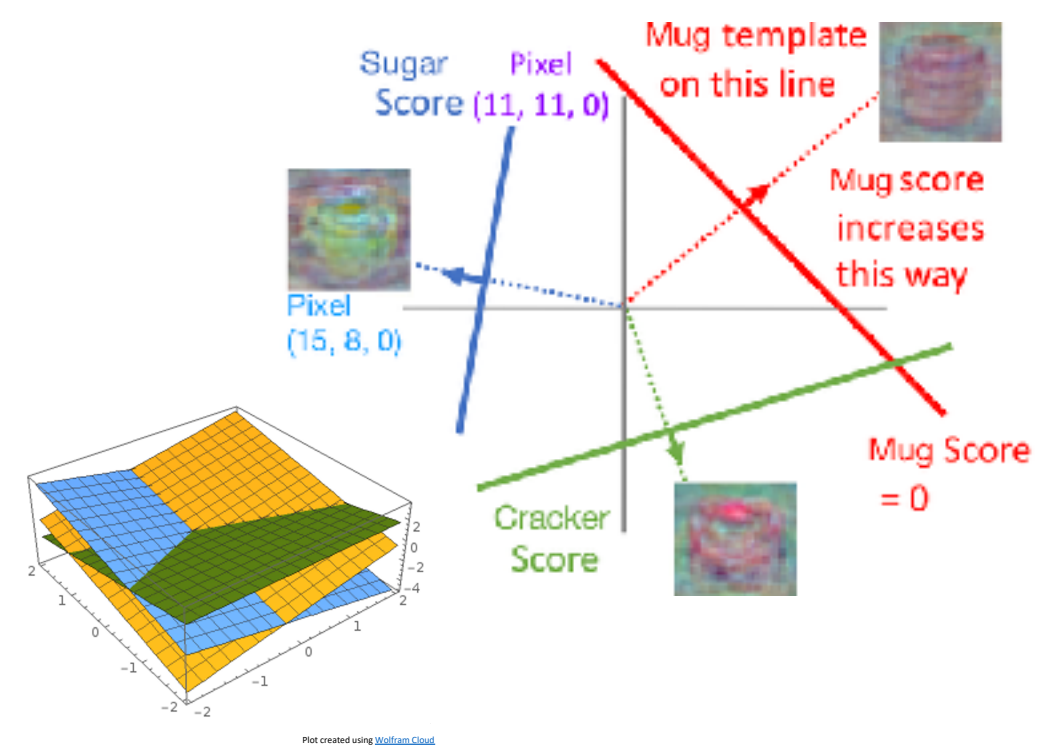 Sugar
Score
Pixel
(11, 11, 0)
Mug template
on this line
Mug score
increases
this way
Pixel
(15, 8, 0)
Mug Score
= 0
Cracker
Score
2
1
0
-1
-2
-2
-1
0
1
2
2
0
-2
-4
Plot created using Wolfram Cloud